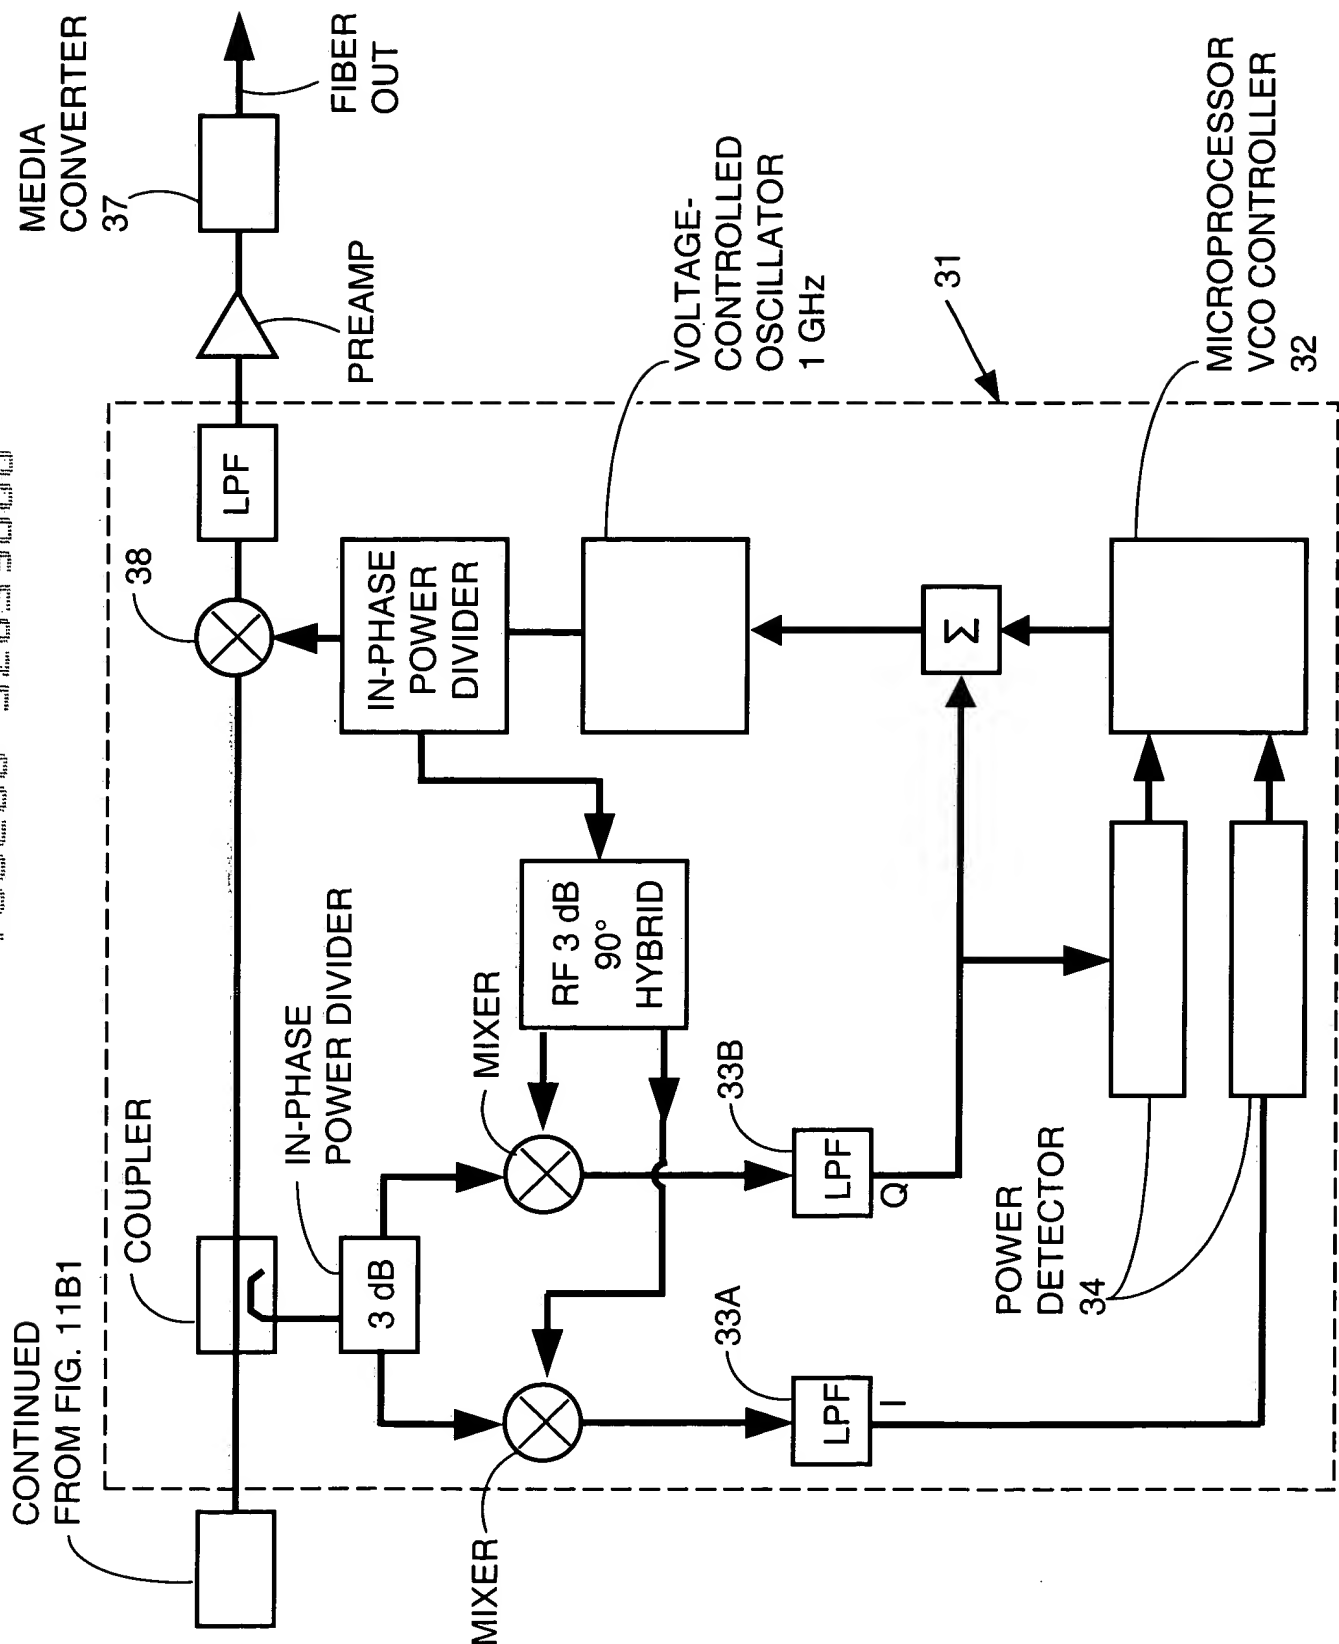 CONTINUED
FROM FIG. 11B1
COUPLER
38
LPF
PREAMP
MEDIA
CONVERTER
37
FIBER
OUT
IN-PHASE
POWER DIVIDER
3 dB
MIXER
MIXER
RF 3 dB
90°
HYBRID
IN-PHASE
POWER
DIVIDER
VOLTAGE-
CONTROLLED
OSCILLATOR
1 GHz
31
33A
LPF
I
33B
LPF
Q
Σ
POWER
DETECTOR
34
MICROPROCESSOR
VCO CONTROLLER
32